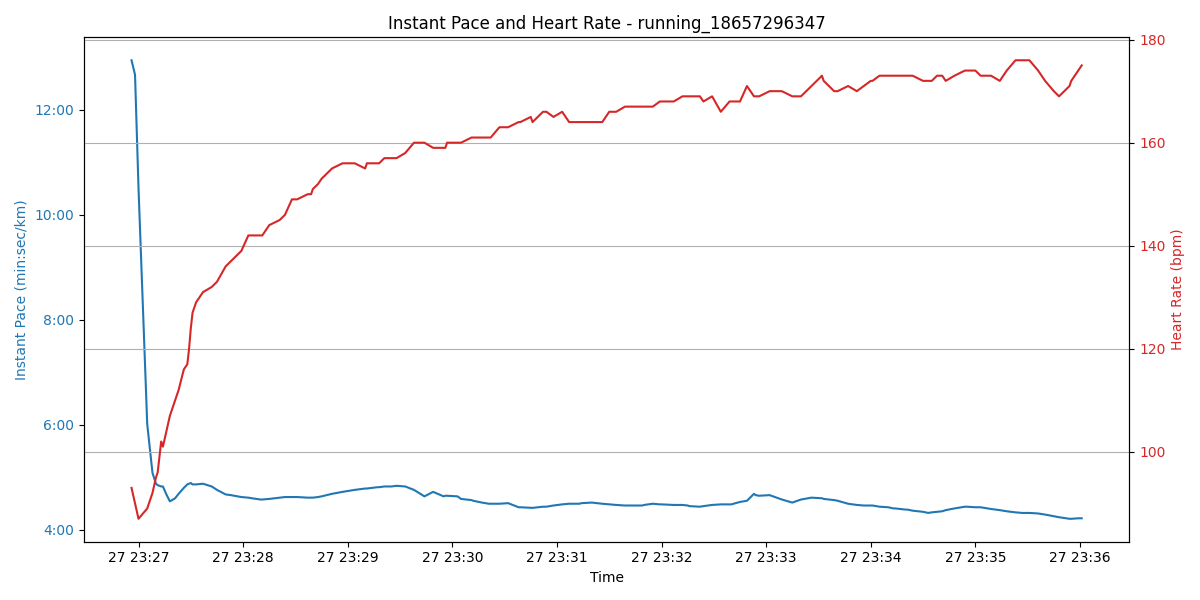 Instant Pace and Heart Rate - running_18657296347
Instant Pace (min:sec/km)
12:00
10:00
8:00
6:00
4:00
180
160
140
120
100
Heart Rate (bpm)
27 23:27 27 23:28 27 23:29 27 23:30 27 23:31 27 23:32 27 23:33 27 23:34 27 23:35 27 23:36
Time